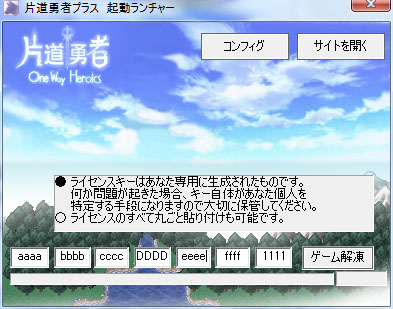 片道勇者プラス 起動ランチャー
片道勇者
One Way Heroics
コンフィグ
サイトを開く
● ライセンスキーはあなた専用に生成されたものです。
何か問題が起きた場合、キー自体があなた個人を
特定する手段になりますので大切に保管してください。
○ ライセンスのすべて丸ごと貼り付けも可能です。
aaaa bbbb cccc DDDD eeee ffff 1111 ゲーム解凍